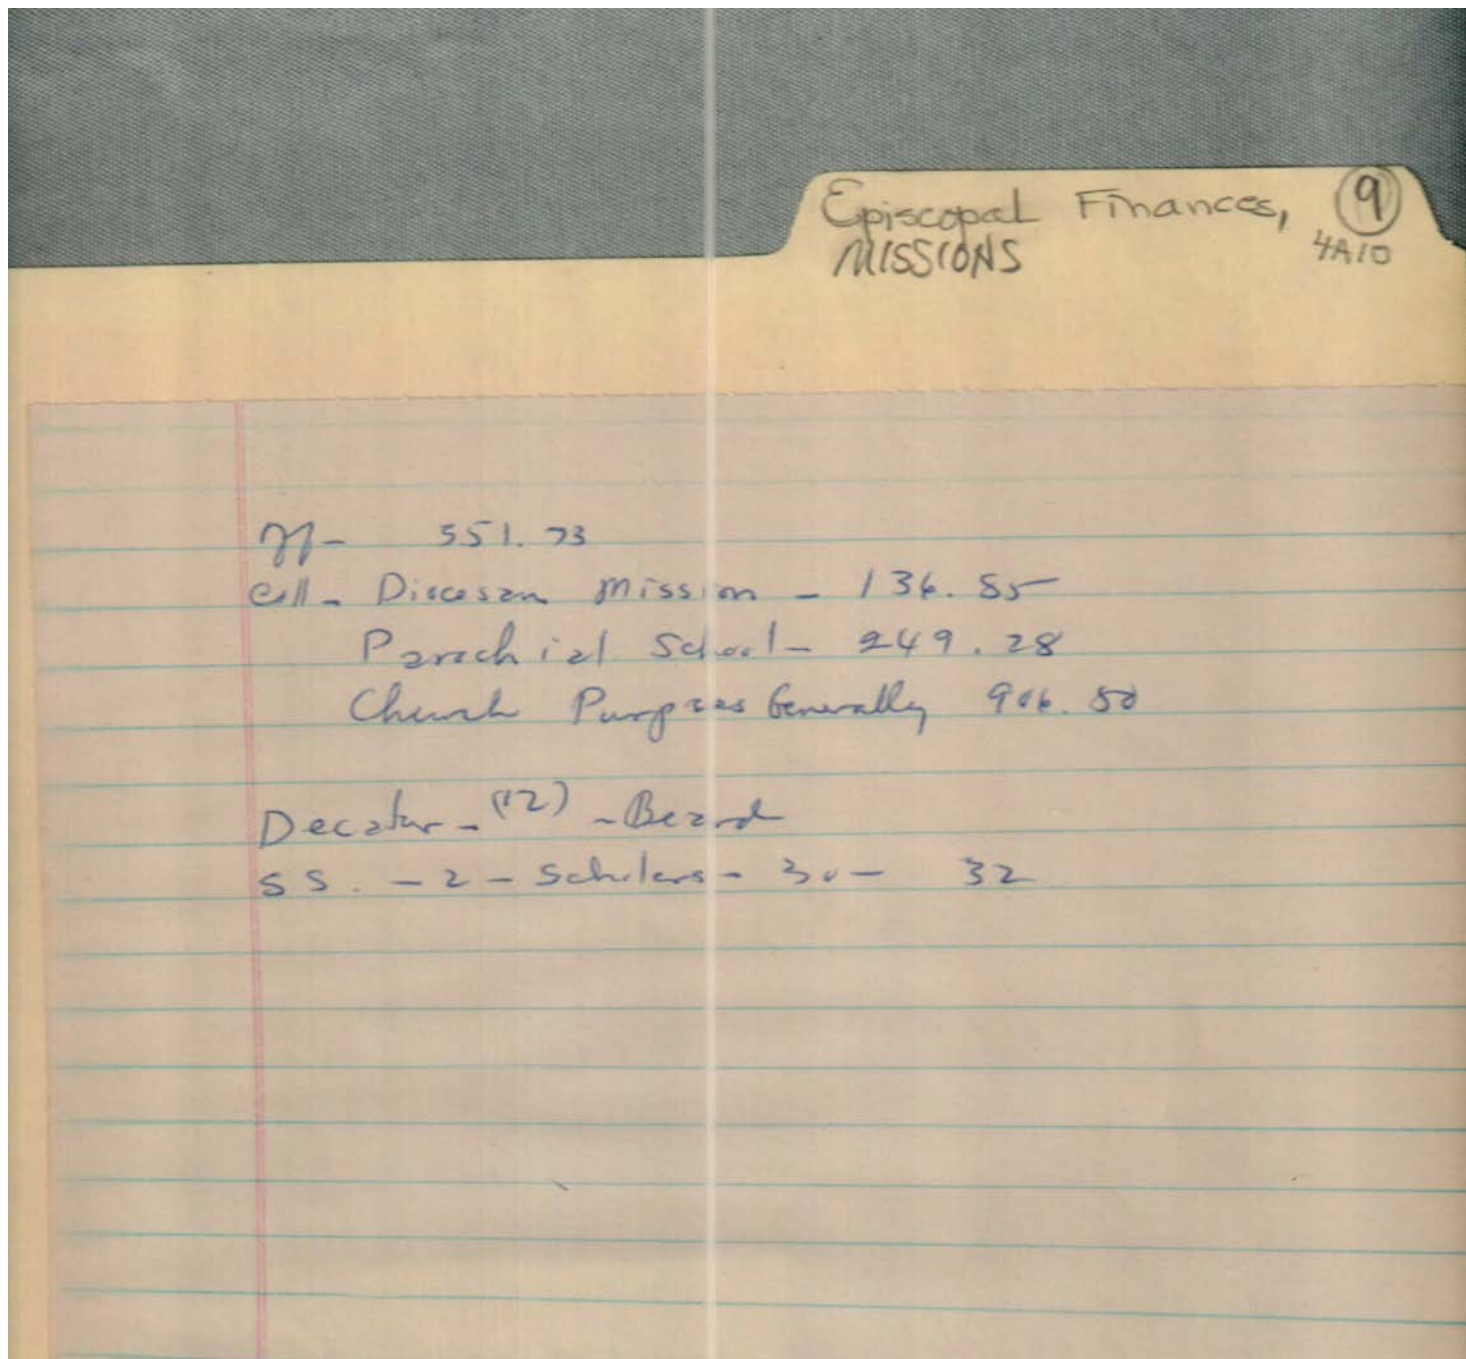 Episcopal Finances, 9
MISSIONS 4A10
551.73
Coll- Diocesan Mission - 136.85
Parochial School - 249.28
Church Purposes Generally 906.50
Decatur - (12) - Beard
SS. - 2 - Scholars - 30 - 32